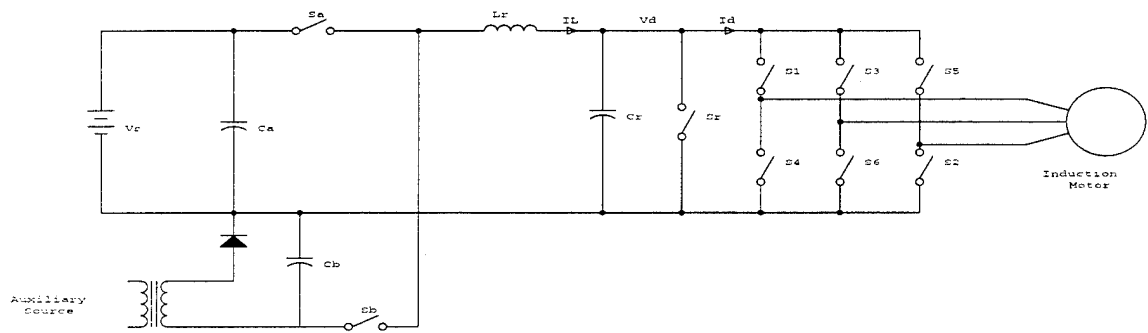 Sa
Lr
IL
Vd
Id
S1
S3
S5
Vs
Ca
Cr
Sr
S4
S6
S2
Induction
Motor
Cb
Auxiliary
Source
Sb